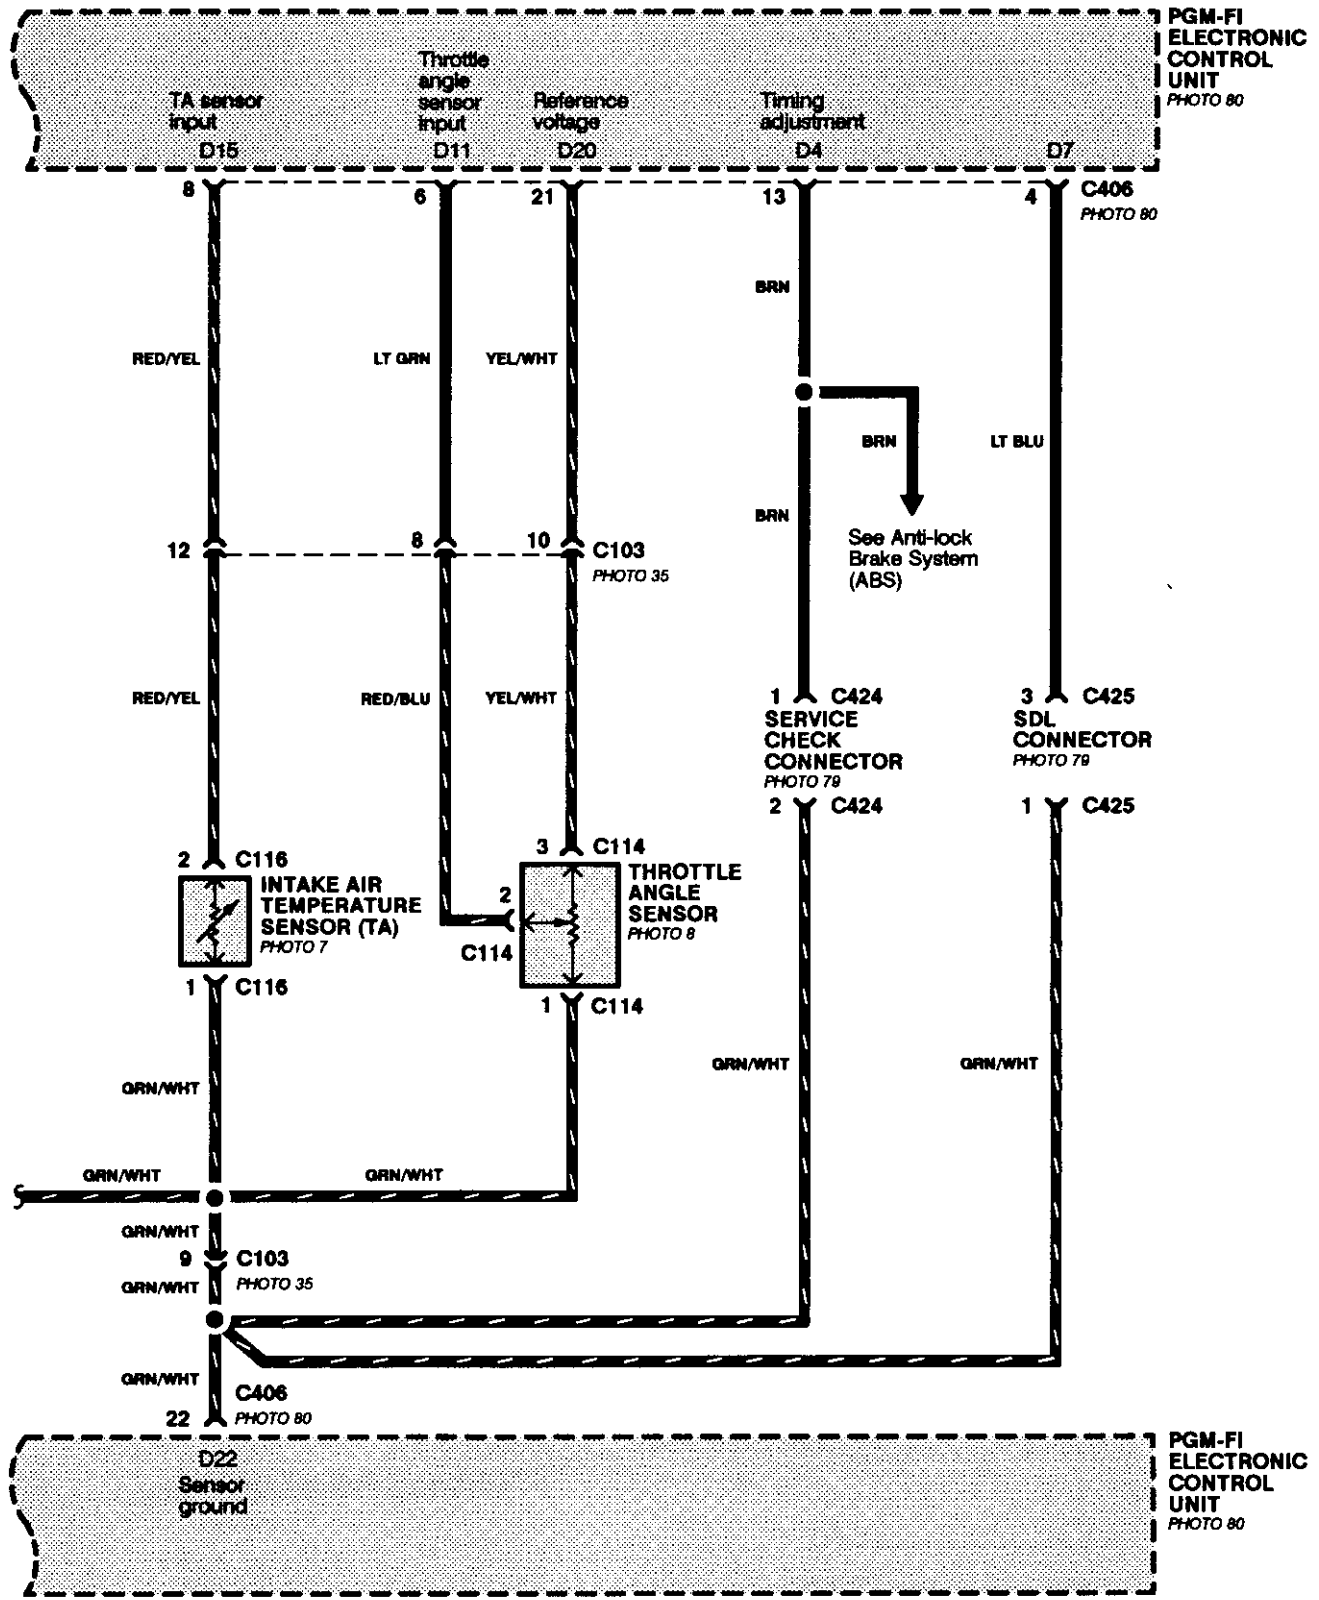 PGM-FI
ELECTRONIC
CONTROL
UNIT
PHOTO 80
TA sensor
input
D15
Throttle
angle
sensor
input
D11
Reference
voltage
D20
Timing
adjustment
D4
D7
8
6
21
13
4
C406
PHOTO 80
BRN
RED/YEL
LT GRN
YEL/WHT
BRN
LT BLU
BRN
See Anti-lock
Brake System
(ABS)
12
8
10
C103
PHOTO 35
RED/YEL
RED/BLU
YEL/WHT
1 C424
SERVICE
CHECK
CONNECTOR
PHOTO 79
2 C424
3 C425
SDL
CONNECTOR
PHOTO 79
1 C425
2 C116
INTAKE AIR
TEMPERATURE
SENSOR (TA)
PHOTO 7
1 C116
3 C114
THROTTLE
ANGLE
SENSOR
PHOTO 8
2
C114
1 C114
GRN/WHT
GRN/WHT
GRN/WHT
GRN/WHT
GRN/WHT
GRN/WHT
9 C103
PHOTO 35
GRN/WHT
GRN/WHT
C406
22 PHOTO 80
D22
Sensor
ground
PGM-FI
ELECTRONIC
CONTROL
UNIT
PHOTO 80